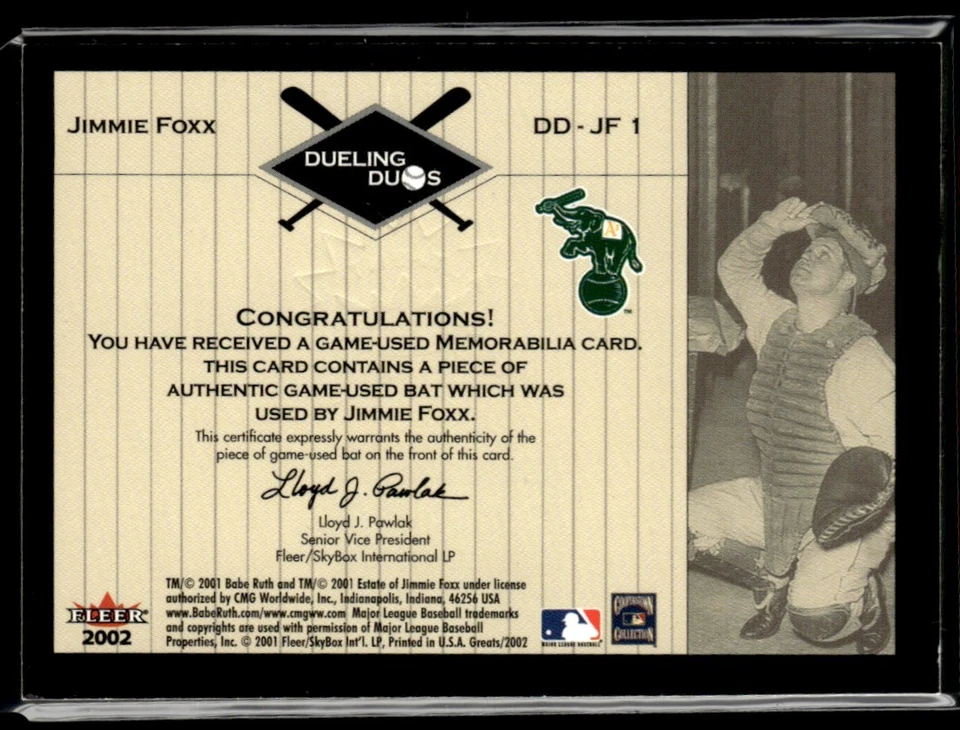 JIMMIE FOXX
DUELING
DUOS
DD - JF 1
A's
TM
CONGRATULATIONS!
YOU HAVE RECEIVED A GAME-USED MEMORABILIA CARD.
THIS CARD CONTAINS A PIECE OF
AUTHENTIC GAME-USED BAT WHICH WAS
USED BY JIMMIE FOXX.
This certificate expressly warrants the authenticity of the
piece of game-used bat on the front of this card.
Lloyd J. Pawlak
Lloyd J. Pawlak
Senior Vice President
Fleer/SkyBox International LP
TM/© 2001 Babe Ruth and TM/© 2001 Estate of Jimmie Foxx under license
authorized by CMG Worldwide, Inc., Indianapolis, Indiana, 46256 USA
www.BabeRuth.com/www.cmgww.com Major League Baseball trademarks
and copyrights are used with permission of Major League Baseball
Properties, Inc. © 2001 Fleer/SkyBox Int'l. LP, Printed in U.S.A. Greats/2002
FLEER
2002
MAJOR LEAGUE BASEBALL
COOPERSTOWN
COLLECTION